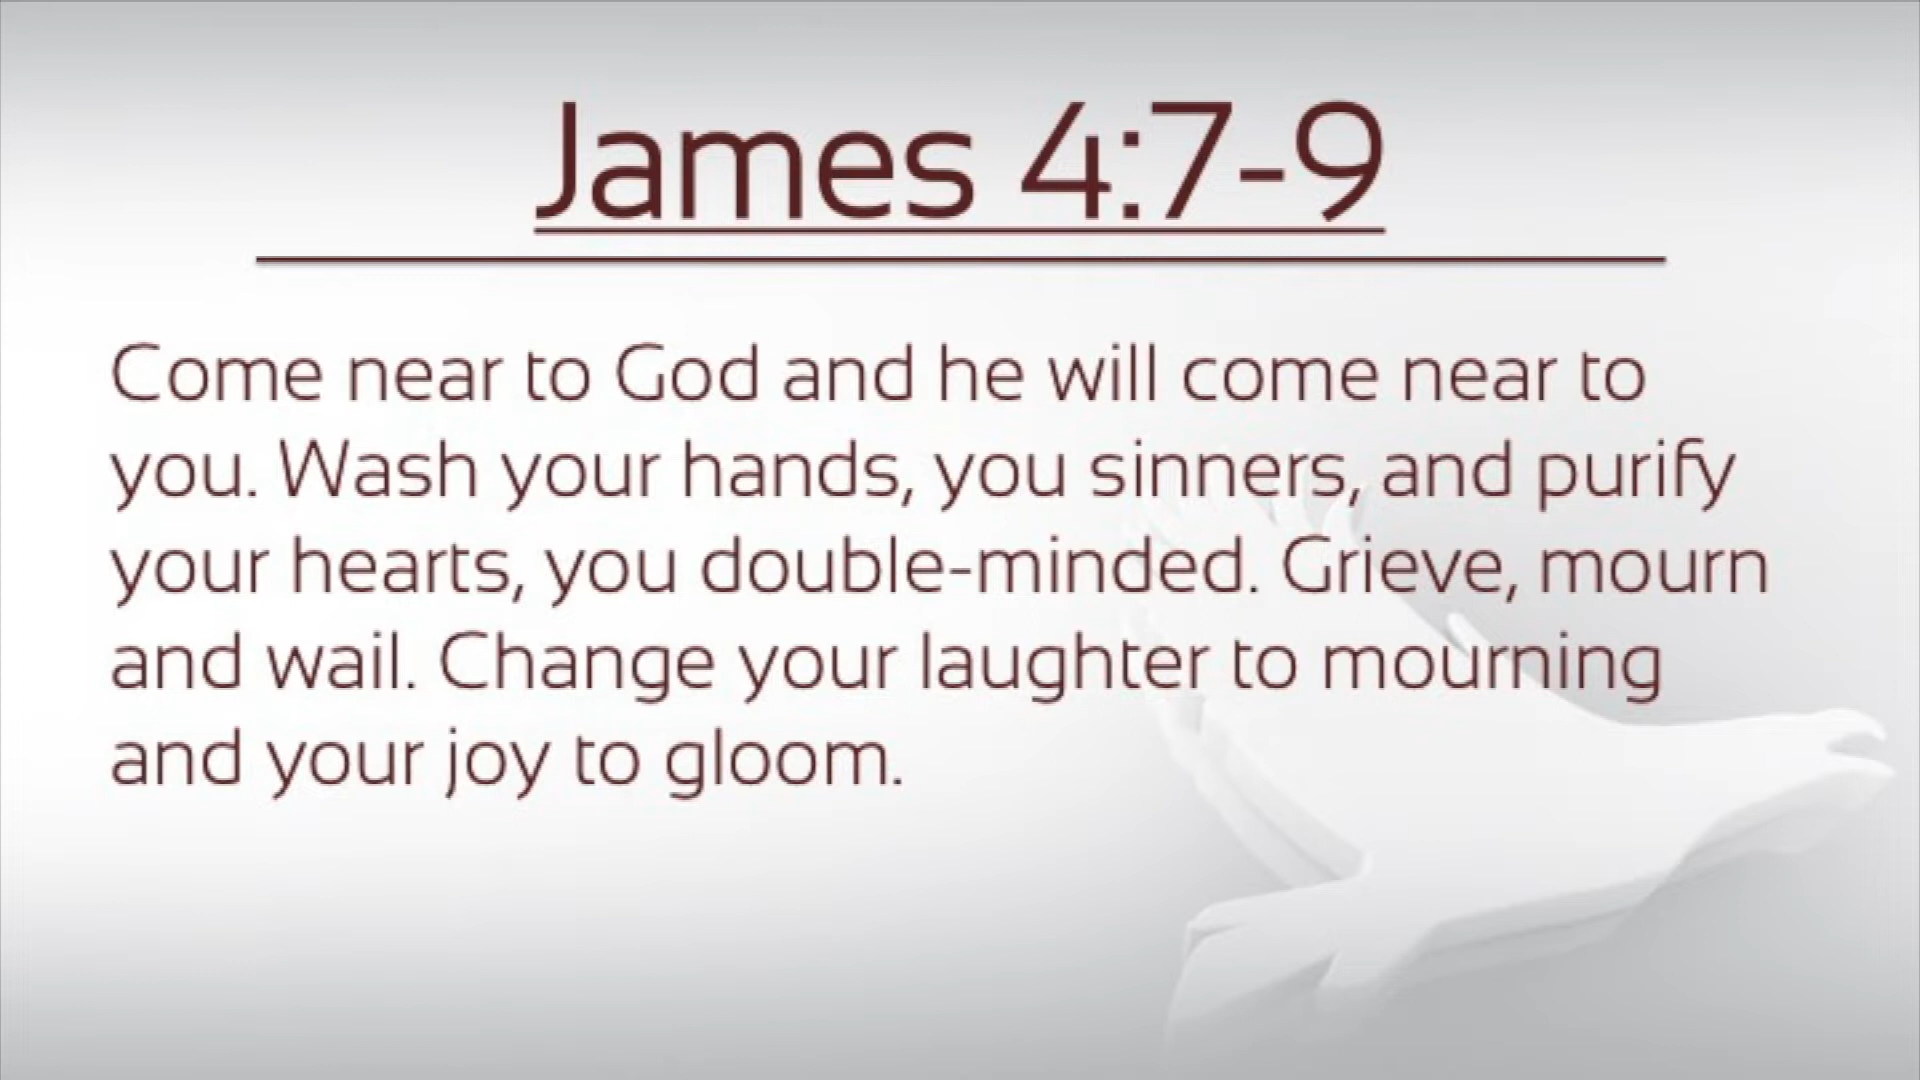 James 4:7-9
Come near to God and he will come near to
you. Wash your hands, you sinners, and purify
your hearts, you double-minded. Grieve, mourn
and wail. Change your laughter to mourning
and your joy to gloom.